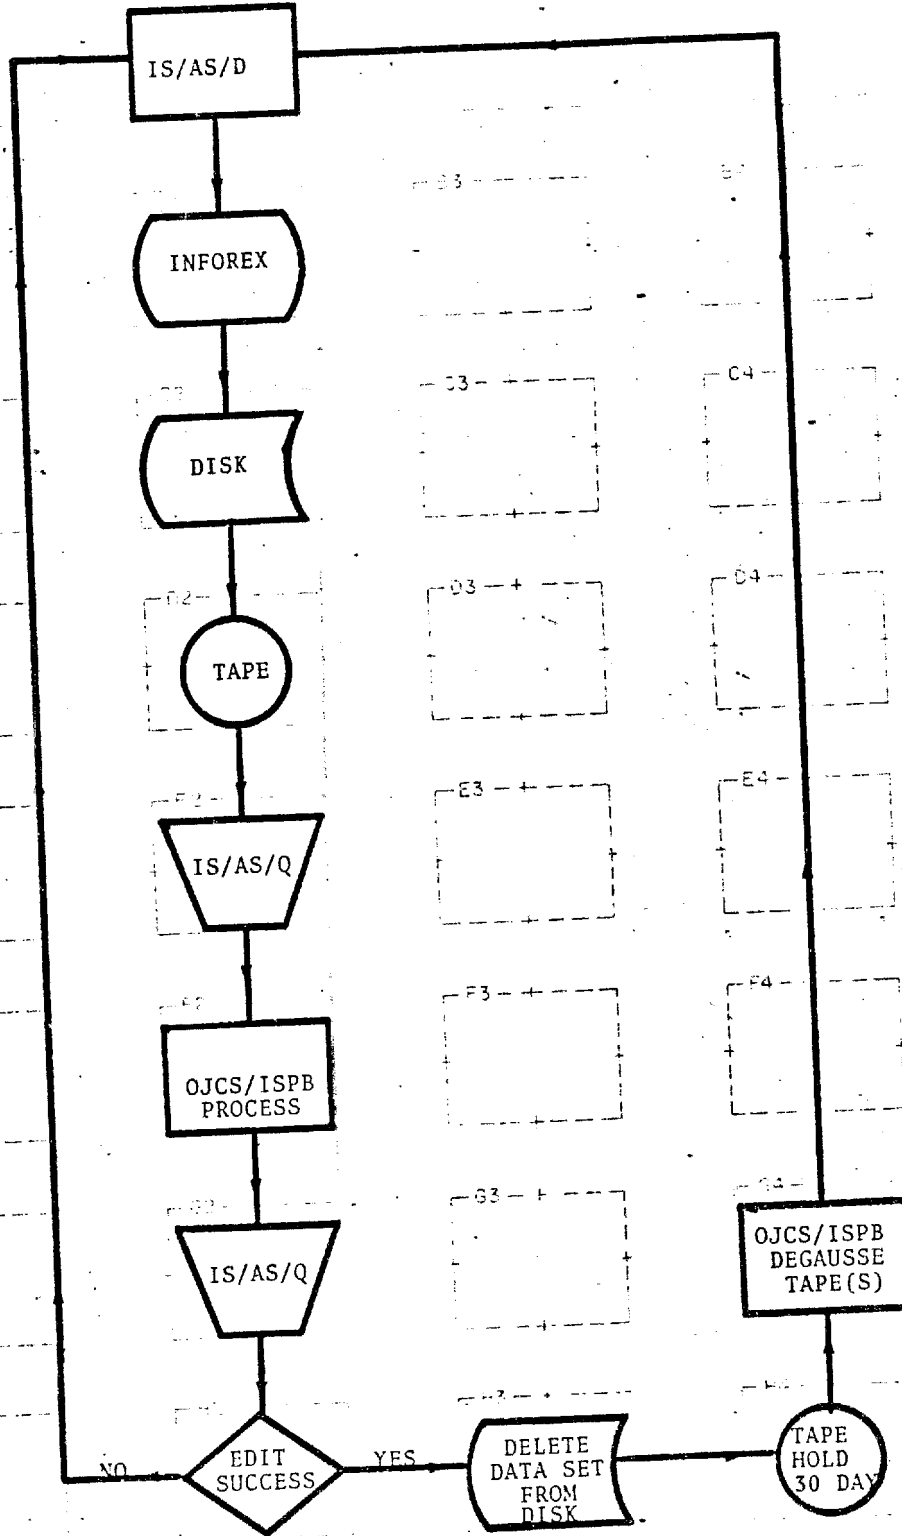 IS/AS/D
INFOREX
C3
C4
DISK
D2
D3
D4
TAPE
E3
E4
IS/AS/Q
F3
F4
OJCS/ISPB
PROCESS
G3
IS/AS/Q
OJCS/ISPB
DEGAUSSE
TAPE(S)
EDIT
SUCCESS
NO
YES
DELETE
DATA SET
FROM
DISK
TAPE
HOLD
30 DAY